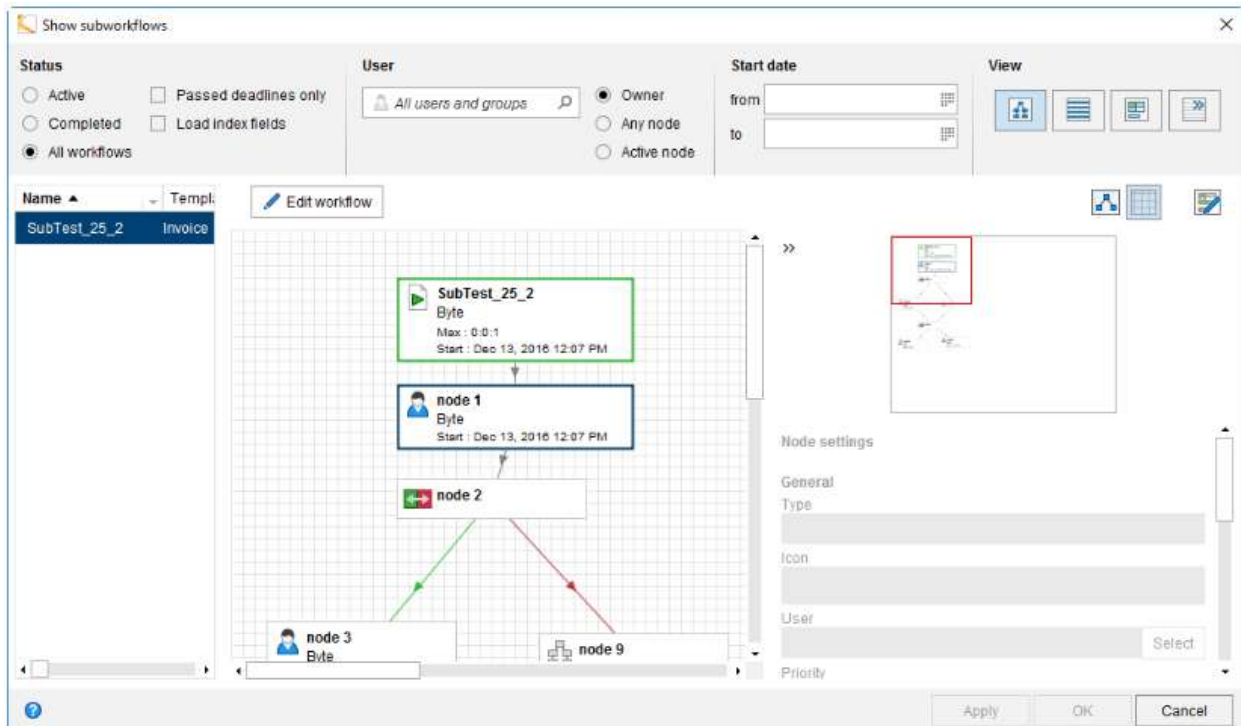 Show subworkflows
Status
Active
Passed deadlines only
Completed
Load index fields
All workflows
User
All users and groups
Owner
Any node
Active node
Start date
from
to
View
Name
Templ
SubTest_25_2 Invoice
Edit workflow
SubTest_25_2
Byte
Max : 0:0:1
Start : Dec 13, 2016 12:07 PM
node 1
Byte
Start : Dec 13, 2016 12:07 PM
node 2
node 3
Byte
node 9
Node settings
General
Type
Icon
User
Select
Priority
Apply
OK
Cancel